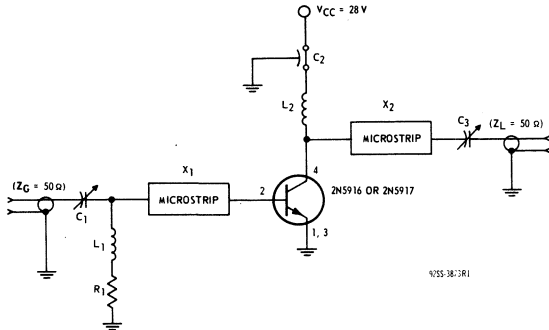 VCC = 28 V
C2
L2
X2
MICROSTRIP
C3
(ZL = 50 Ω)
4
2N5916 OR 2N5917
X1
MICROSTRIP
2
(ZG = 50 Ω)
C1
L1
R1
1, 3